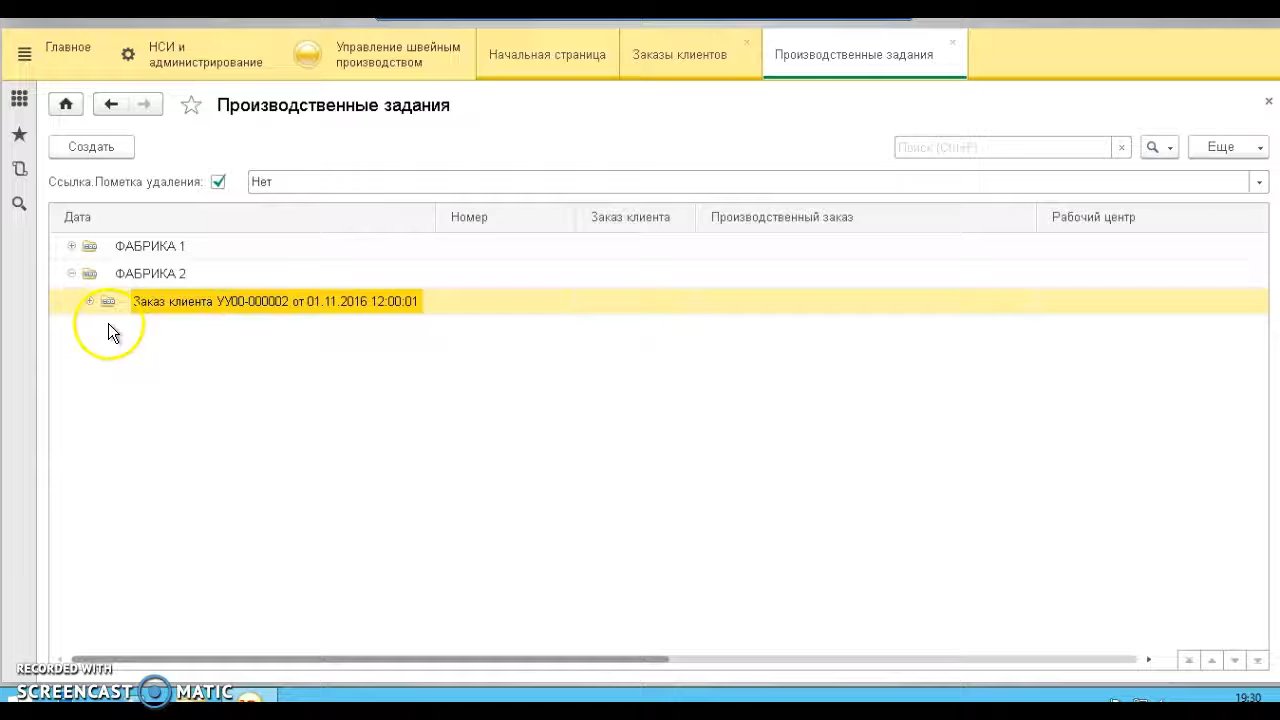 Главное
НСИ и
администрирование
Управление швейным
производством
Начальная страница
Заказы клиентов
Производственные задания
Производственные задания
Создать
Поиск (Ctrl+F)
Еще
Ссылка.Пометка удаления:
Нет
Дата
Номер
Заказ клиента
Производственный заказ
Рабочий центр
ФАБРИКА 1
ФАБРИКА 2
Заказ клиента УУ00-000002 от 01.11.2016 12:00:01
RECORDED WITH
SCREENCAST MATIC
19:30